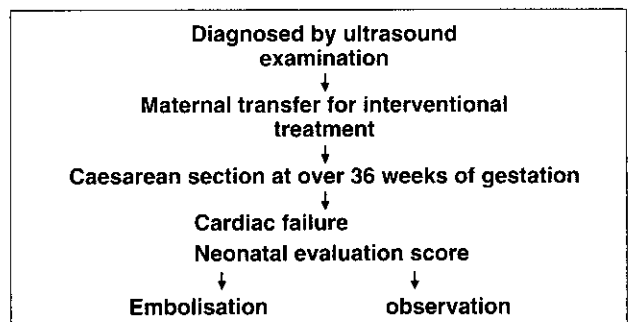 Diagnosed by ultrasound
examination
Maternal transfer for interventional
treatment
Caesarean section at over 36 weeks of gestation
Cardiac failure
Neonatal evaluation score
Embolisation observation